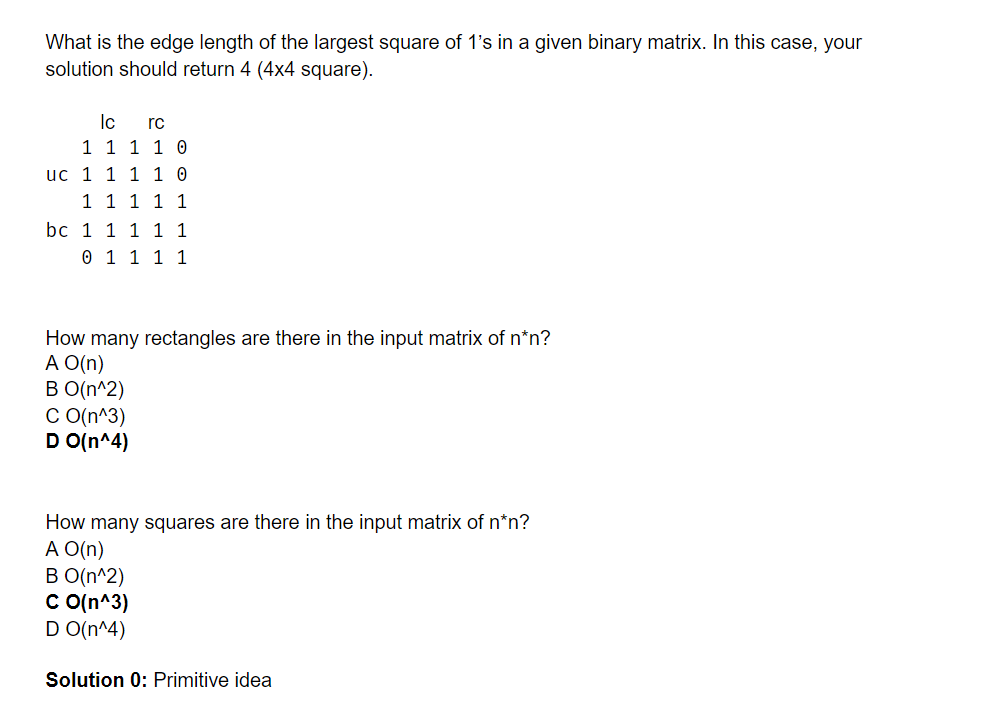 What is the edge length of the largest square of 1’s in a given binary matrix. In this case, your
solution should return 4 (4x4 square).
lc rc
1 1 1 1 0
uc 1 1 1 1 0
1 1 1 1 1
bc 1 1 1 1 1
0 1 1 1 1
How many rectangles are there in the input matrix of n*n?
A O(n)
B O(n^2)
C O(n^3)
D O(n^4)
How many squares are there in the input matrix of n*n?
A O(n)
B O(n^2)
C O(n^3)
D O(n^4)
Solution 0: Primitive idea